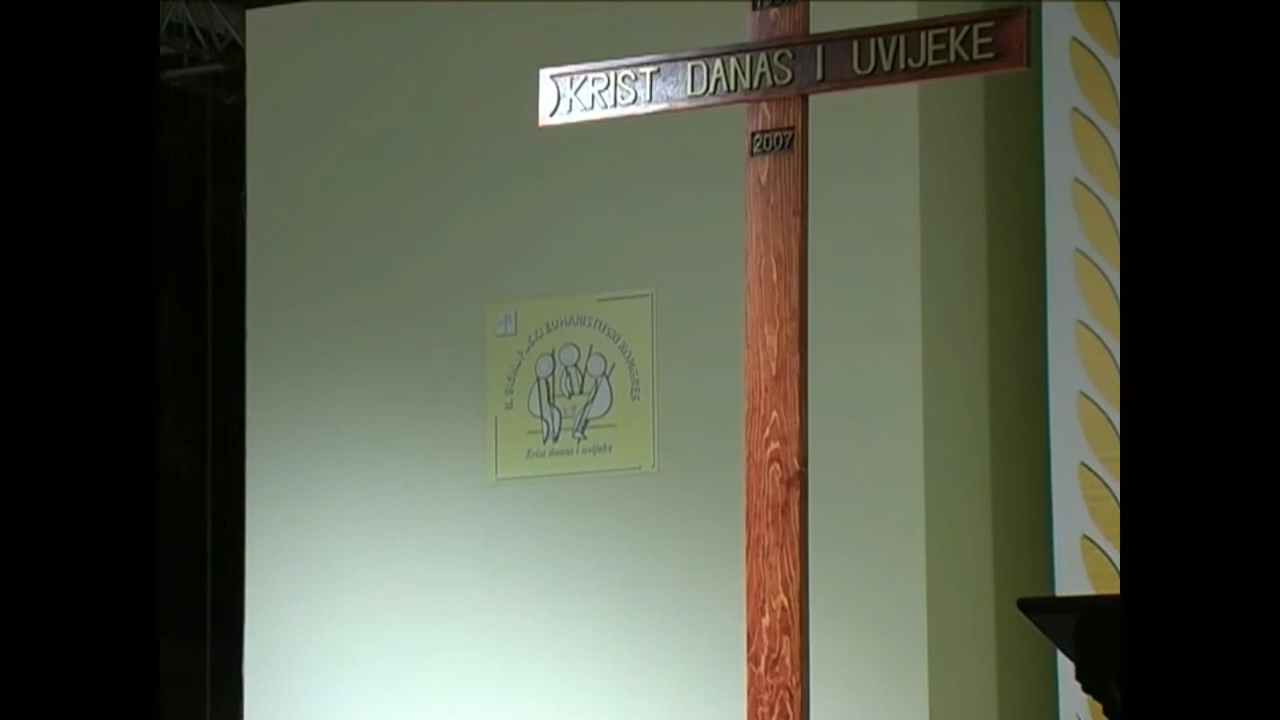 KRIST DANAS I UVIJEKE
2007
EUHARISTIJSKI KONGRES
Krist danas i uvijeke